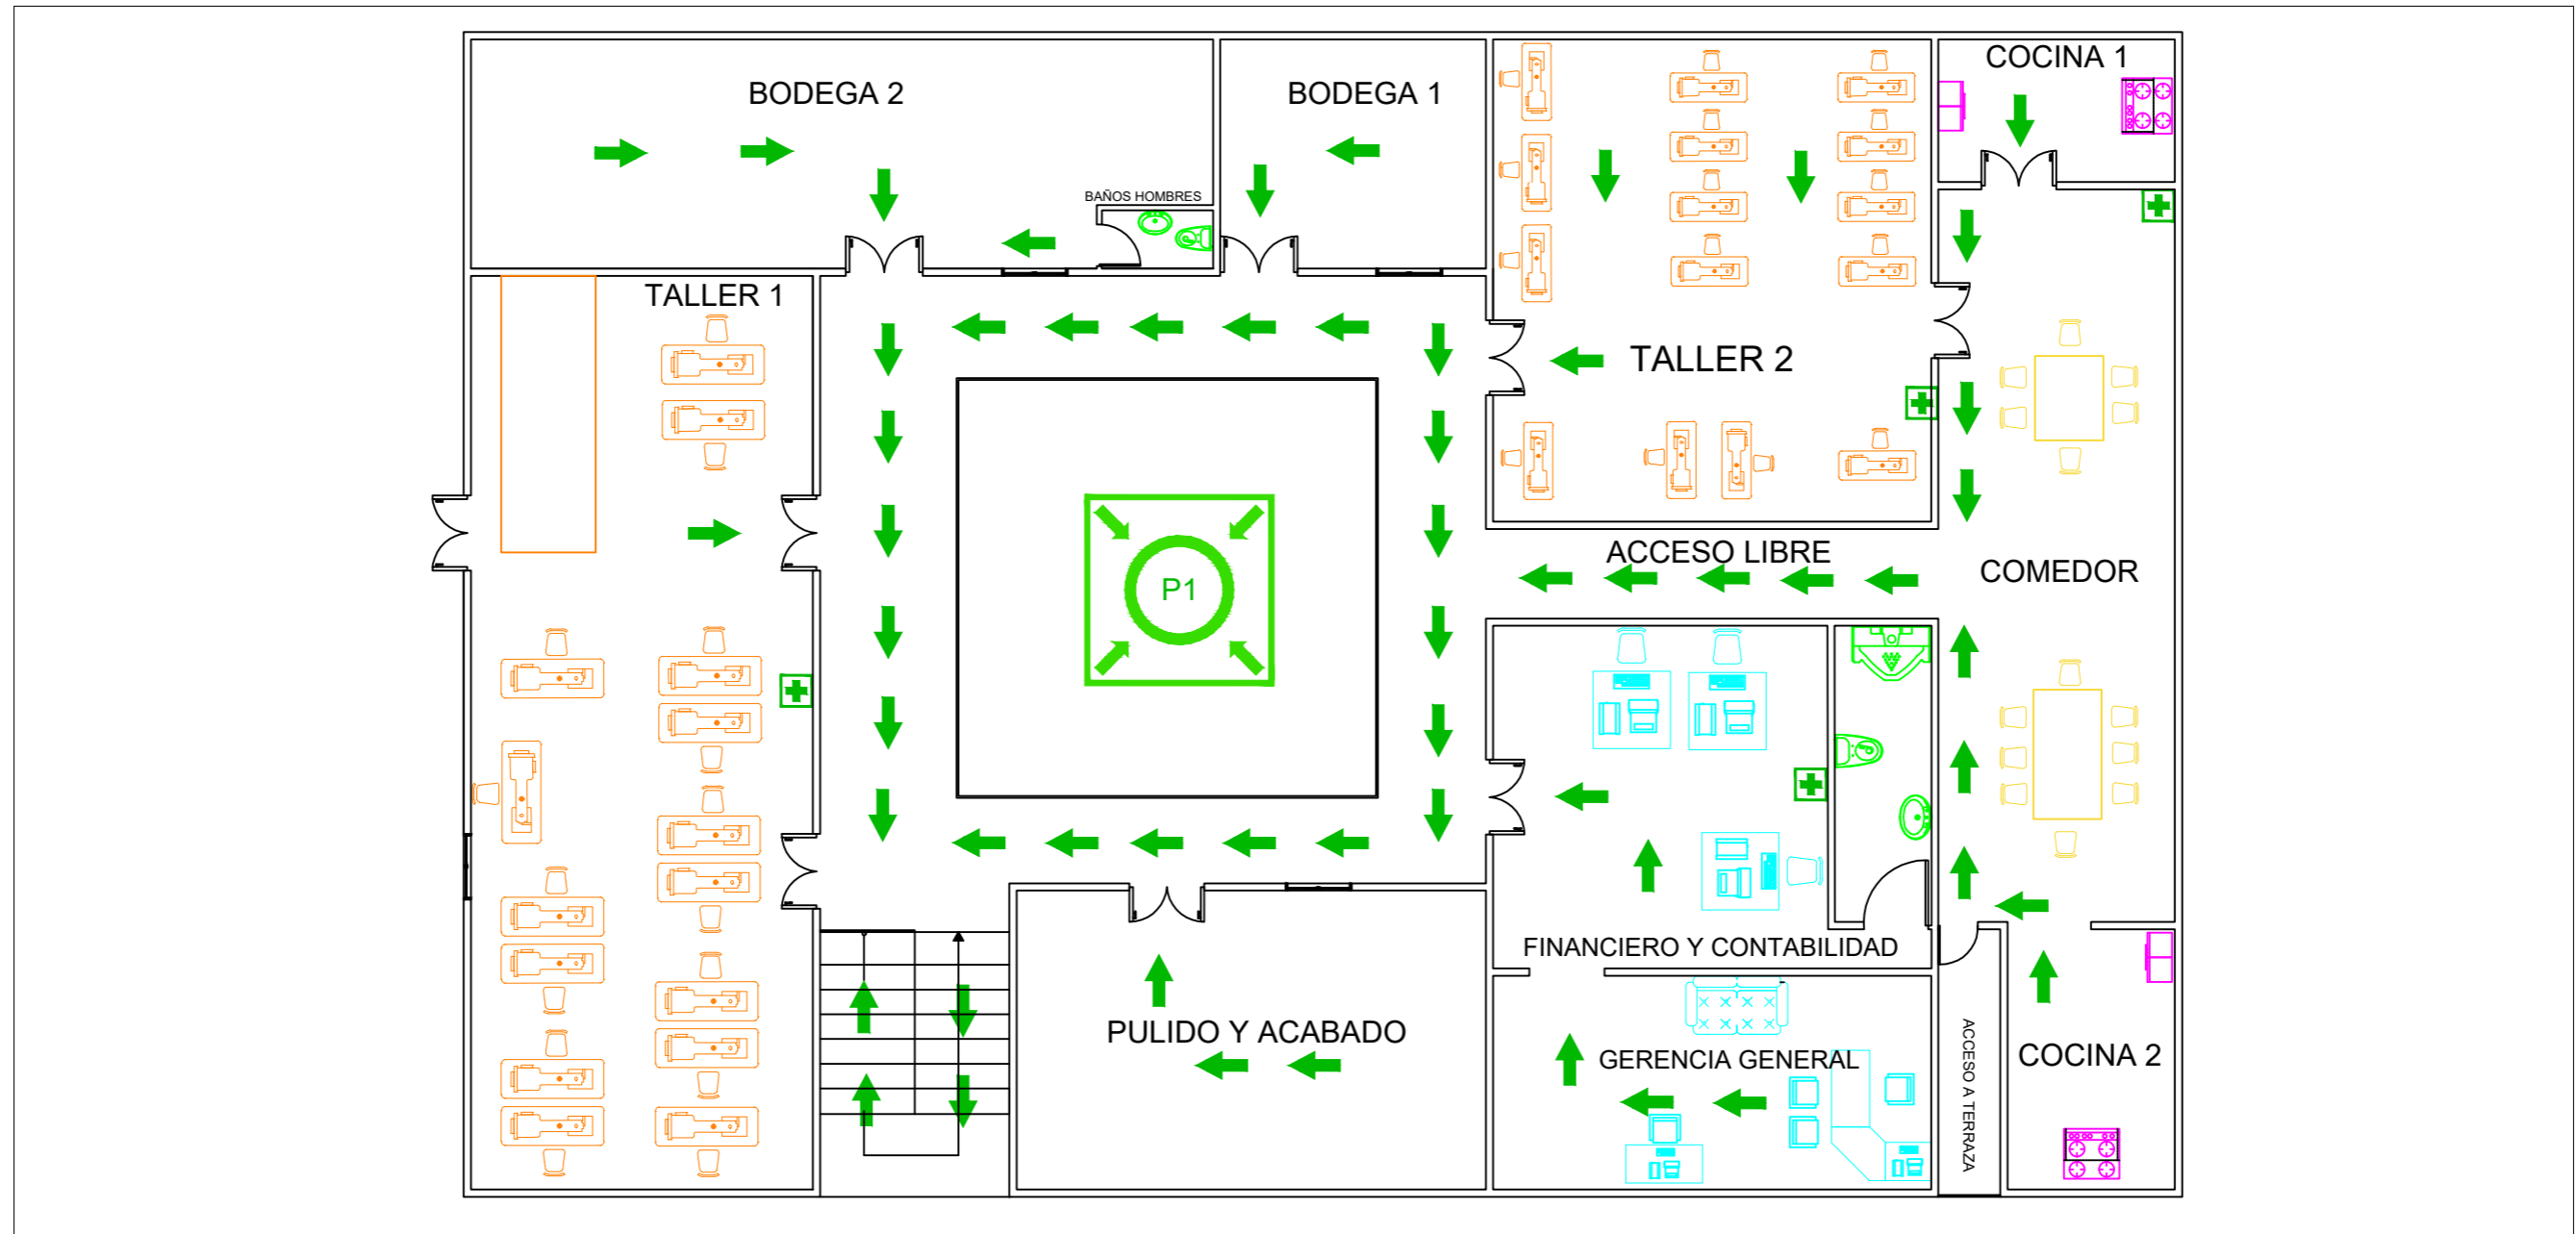 COCINA 1
BODEGA 2
BODEGA 1
BAÑOS HOMBRES
TALLER 1
TALLER 2
ACCESO LIBRE
COMEDOR
P1
FINANCIERO Y CONTABILIDAD
PULIDO Y ACABADO
GERENCIA GENERAL
COCINA 2
ACCESO A TERRAZA